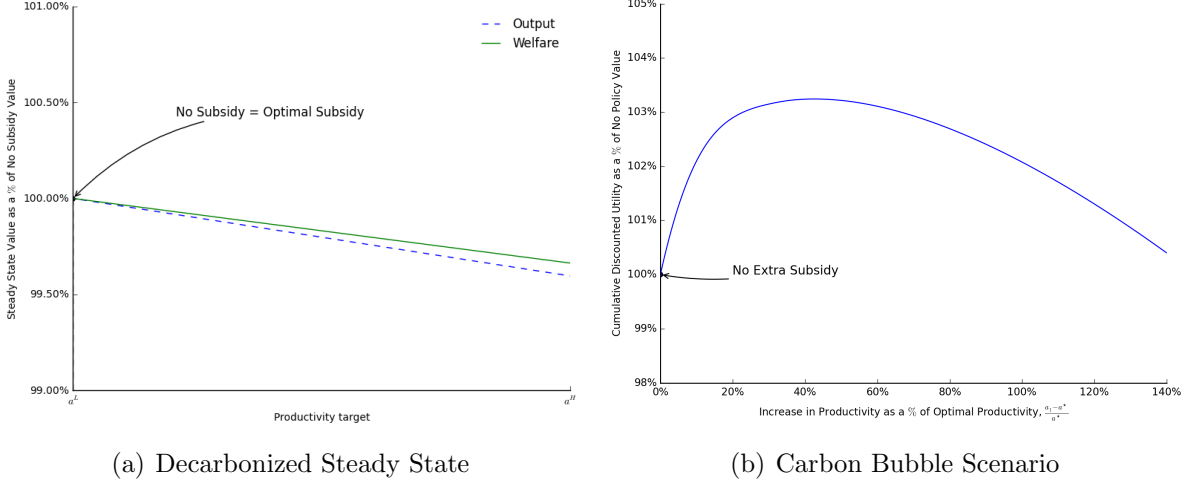 101.00%
100.50%
100.00%
99.50%
99.00%
Steady State Value as a % of No Subsidy Value
Output
Welfare
No Subsidy = Optimal Subsidy
a^L
a^H
Productivity target
(a) Decarbonized Steady State
105%
104%
103%
102%
101%
100%
99%
98%
Cumulative Discounted Utility as a % of No Policy Value
No Extra Subsidy
0% 20% 40% 60% 80% 100% 120% 140%
Increase in Productivity as a % of Optimal Productivity, \frac{a_1-a^*}{a^*}
(b) Carbon Bubble Scenario